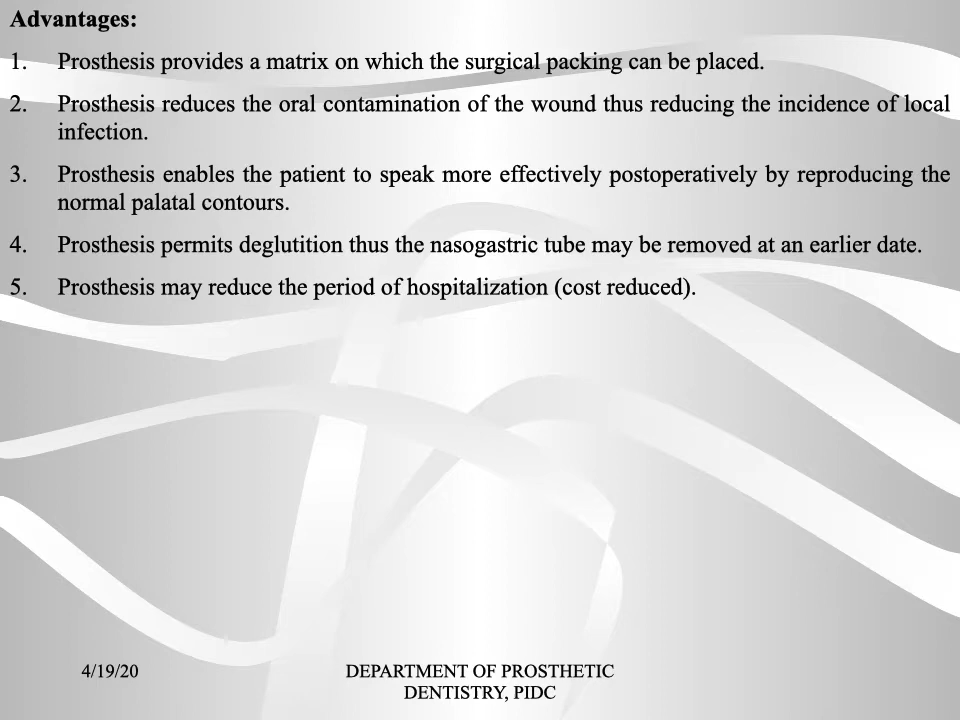 Advantages:
1. Prosthesis provides a matrix on which the surgical packing can be placed.
2. Prosthesis reduces the oral contamination of the wound thus reducing the incidence of local
infection.
3. Prosthesis enables the patient to speak more effectively postoperatively by reproducing the
normal palatal contours.
4. Prosthesis permits deglutition thus the nasogastric tube may be removed at an earlier date.
5. Prosthesis may reduce the period of hospitalization (cost reduced).
4/19/20
DEPARTMENT OF PROSTHETIC
DENTISTRY, PIDC